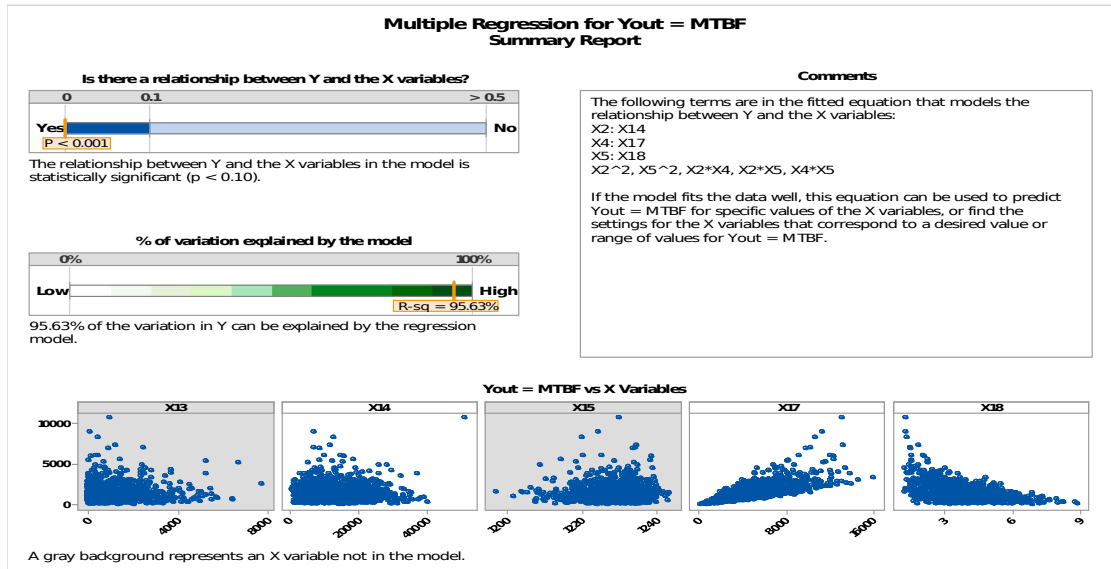 Multiple Regression for Yout = MTBF
Summary Report
Is there a relationship between Y and the X variables?
0 0.1 > 0.5
Yes No
P < 0.001
The relationship between Y and the X variables in the model is
statistically significant (p < 0.10).
% of variation explained by the model
0% 100%
Low High
R-sq = 95.63%
95.63% of the variation in Y can be explained by the regression
model.
Comments
The following terms are in the fitted equation that models the
relationship between Y and the X variables:
X2: X14
X4: X17
X5: X18
X2^2, X5^2, X2*X4, X2*X5, X4*X5
If the model fits the data well, this equation can be used to predict
Yout = MTBF for specific values of the X variables, or find the
settings for the X variables that correspond to a desired value or
range of values for Yout = MTBF.
Yout = MTBF vs X Variables
X13 X14 X15 X17 X18
10000
5000
0
0 4000 8000 0 20000 40000 1200 1220 1240 0 8000 16000 3 6 9
A gray background represents an X variable not in the model.